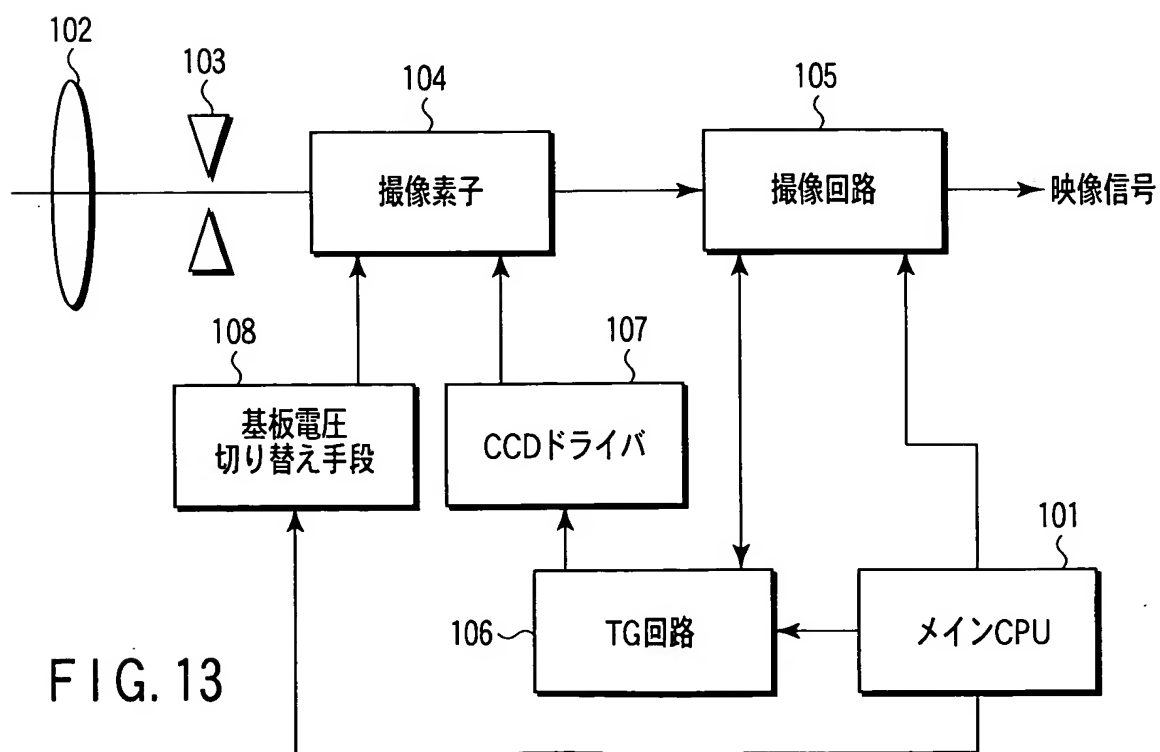 102
103
104
105
撮像素子
撮像回路
映像信号
108
107
基板電圧
切り替え手段
CCDドライバ
101
106
TG回路
メインCPU
FIG. 13